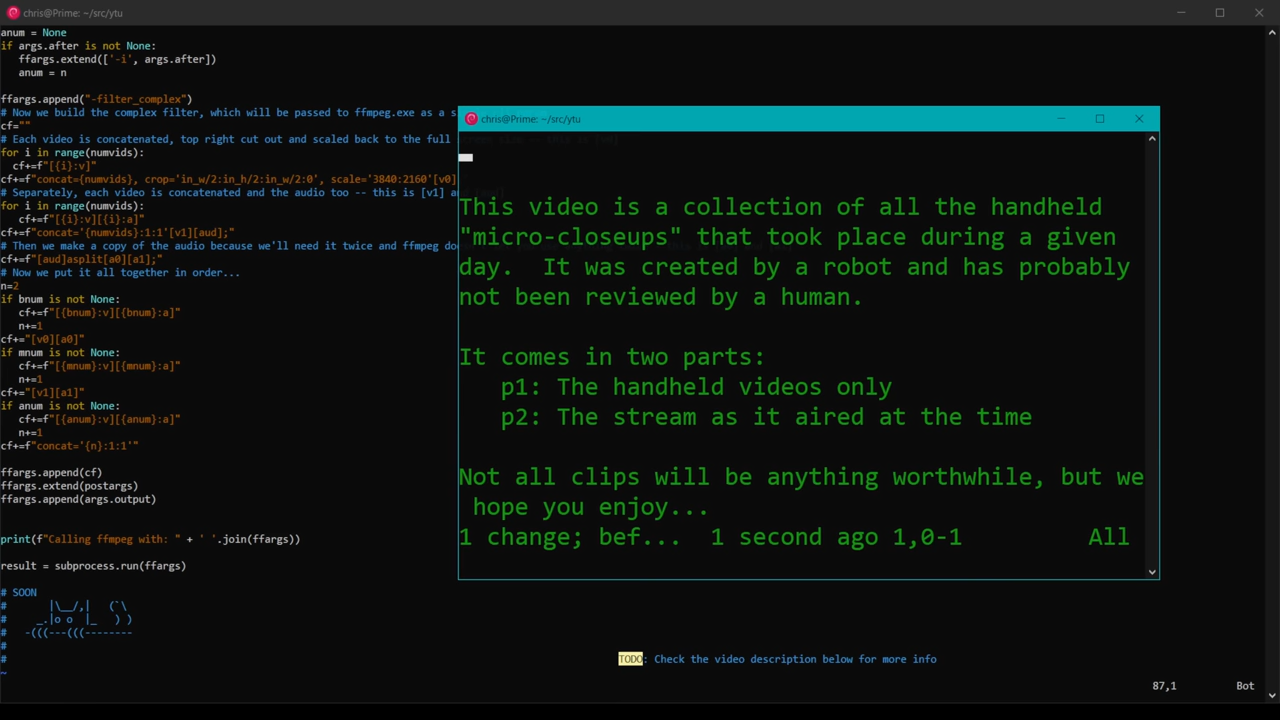 chris@Prime: ~/src/ytu
anum = None
if args.after is not None:
   ffargs.extend(['-i', args.after])
   anum = n

ffargs.append("-filter_complex")
# Now we build the complex filter, which will be passed to ffmpeg.exe as a s
cf=""
# Each video is concatenated, top right cut out and scaled back to the full
for i in range(numvids):
  cf+=f"[{i}:v]"
cf+=f"concat={numvids}, crop='in_w/2:in_h/2:in_w/2:0', scale='3840:2160'[v0]
# Separately, each video is concatenated and the audio too -- this is [v1] a
for i in range(numvids):
   cf+=f"[{i}:v][{i}:a]"
cf+=f"concat='{numvids}:1:1'[v1][aud];"
# Then we make a copy of the audio because we'll need it twice and ffmpeg do
cf+=f"[aud]asplit[a0][a1];"
# Now we put it all together in order...
n=2
if bnum is not None:
   cf+=f"[{bnum}:v][{bnum}:a]"
   n+=1
cf+="[v0][a0]"
if mnum is not None:
   cf+=f"[{mnum}:v][{mnum}:a]"
   n+=1
cf+="[v1][a1]"
if anum is not None:
   cf+=f"[{anum}:v][{anum}:a]"
   n+=1
cf+=f"concat='{n}:1:1'"

ffargs.append(cf)
ffargs.extend(postargs)
ffargs.append(args.output)

print(f"Calling ffmpeg with: " + ' '.join(ffargs))

result = subprocess.run(ffargs)

# SOON
#       |\__/,|   (`\
#    _.|o o  |_   ) )
#   -(((---(((--------
#
#
~
TODO: Check the video description below for more info
87,1 Bot
chris@Prime: ~/src/ytu
This video is a collection of all the handheld
"micro-closeups" that took place during a given
day.  It was created by a robot and has probably
not been reviewed by a human.

It comes in two parts:
   p1: The handheld videos only
   p2: The stream as it aired at the time

Not all clips will be anything worthwhile, but we
 hope you enjoy...
1 change; bef...  1 second ago 1,0-1         All